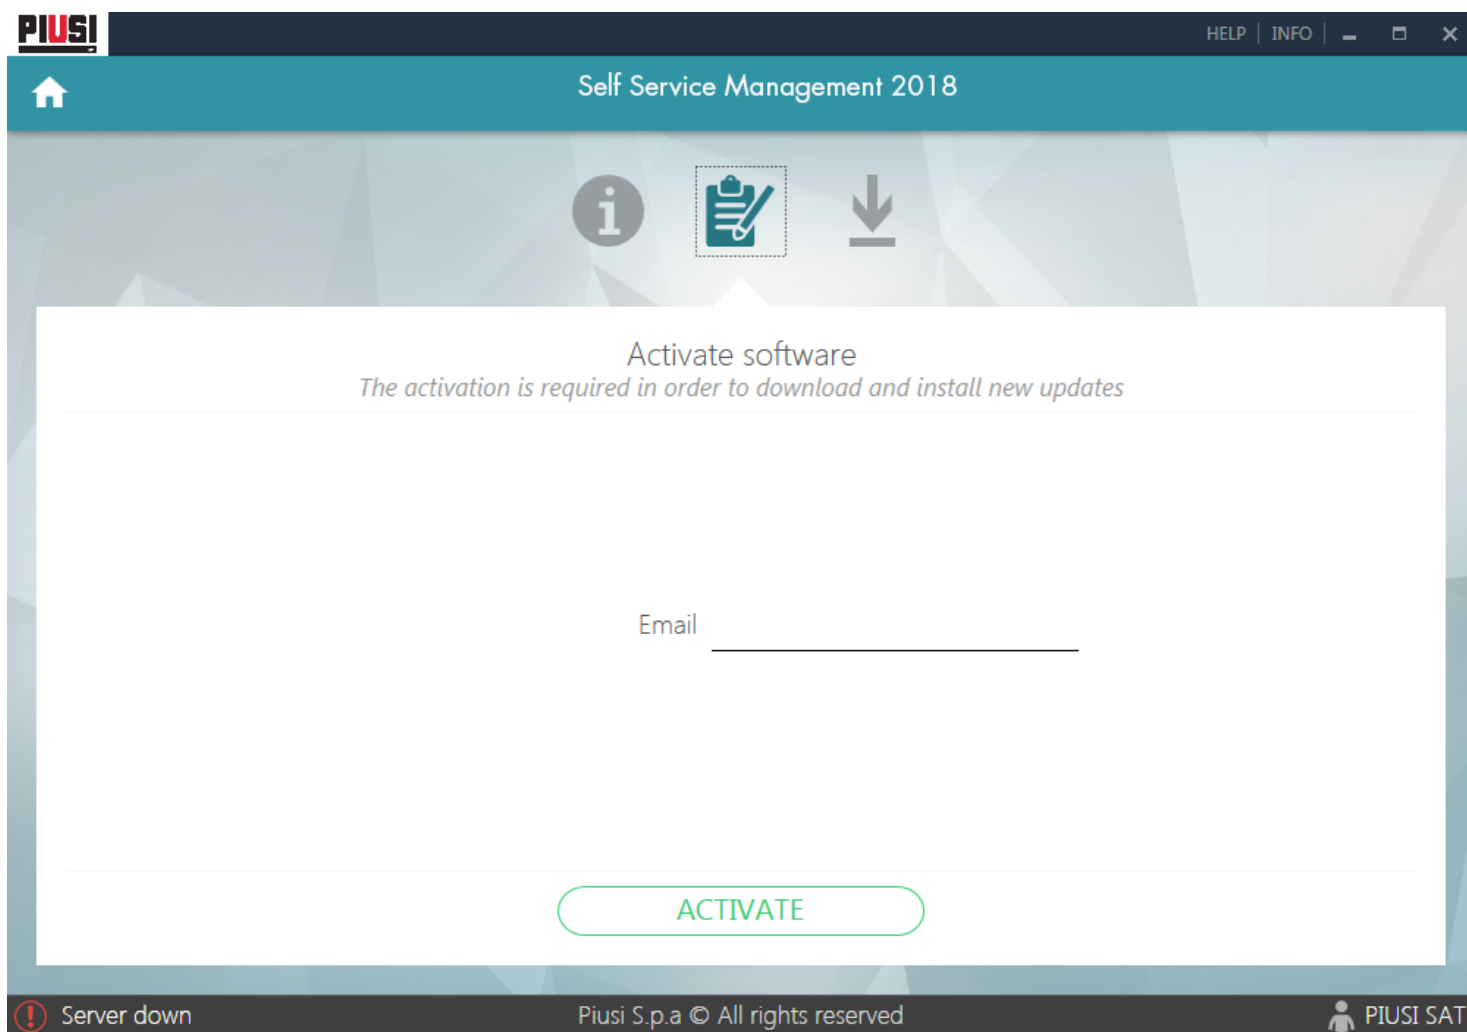 PIUSI
HELP INFO
Self Service Management 2018
Activate software
The activation is required in order to download and install new updates
Email
ACTIVATE
Server down
Piusi S.p.a © All rights reserved
PIUSI SAT